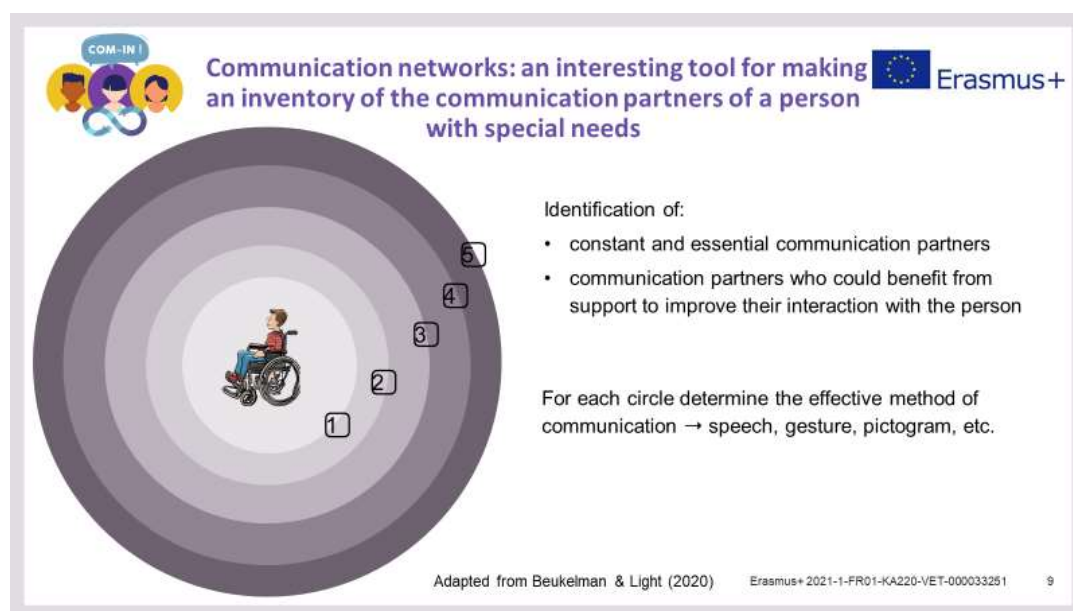 COM-IN !
Communication networks: an interesting tool for making
an inventory of the communication partners of a person
with special needs
Erasmus+
Identification of:
• constant and essential communication partners
• communication partners who could benefit from
support to improve their interaction with the person
5
4
3
2
1
For each circle determine the effective method of
communication → speech, gesture, pictogram, etc.
Adapted from Beukelman & Light (2020)
Erasmus+ 2021-1-FR01-KA220-VET-000033251
9